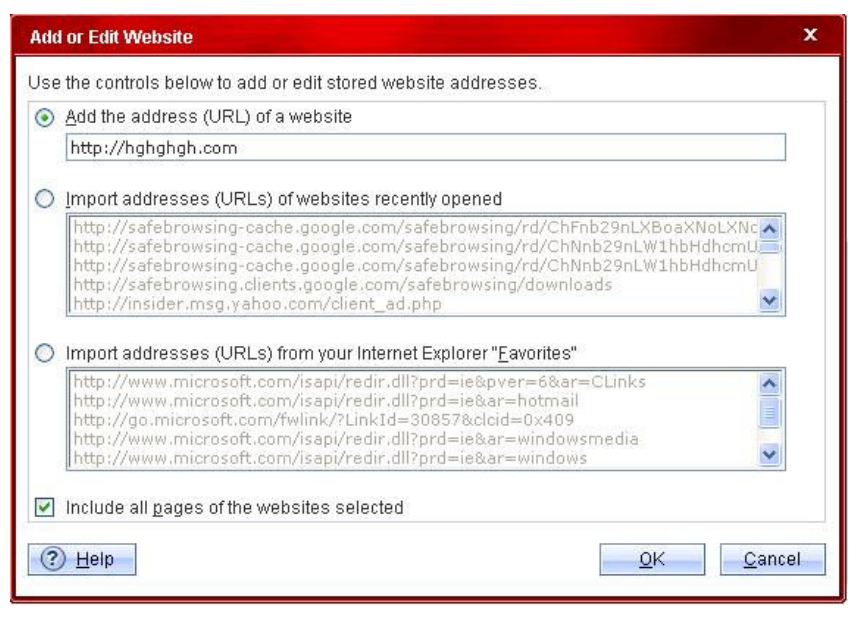 Add or Edit Website
x
Use the controls below to add or edit stored website addresses.
Add the address (URL) of a website
http://hghghgh.com
Import addresses (URLs) of websites recently opened
http://safebrowsing-cache.google.com/safebrowsing/rd/ChFnb29nLXBoaXNoLXNc
http://safebrowsing-cache.google.com/safebrowsing/rd/ChNnb29nLW1hbHdhcmU
http://safebrowsing-cache.google.com/safebrowsing/rd/ChNnb29nLW1hbHdhcmU
http://safebrowsing.clients.google.com/safebrowsing/downloads
http://insider.msg.yahoo.com/client_ad.php
Import addresses (URLs) from your Internet Explorer "Favorites"
http://www.microsoft.com/isapi/redir.dll?prd=ie&pver=6&ar=CLinks
http://www.microsoft.com/isapi/redir.dll?prd=ie&ar=hotmail
http://go.microsoft.com/fwlink/?LinkId=30857&clcid=0x409
http://www.microsoft.com/isapi/redir.dll?prd=ie&ar=windowsmedia
http://www.microsoft.com/isapi/redir.dll?prd=ie&ar=windows
Include all pages of the websites selected
? Help
OK
Cancel